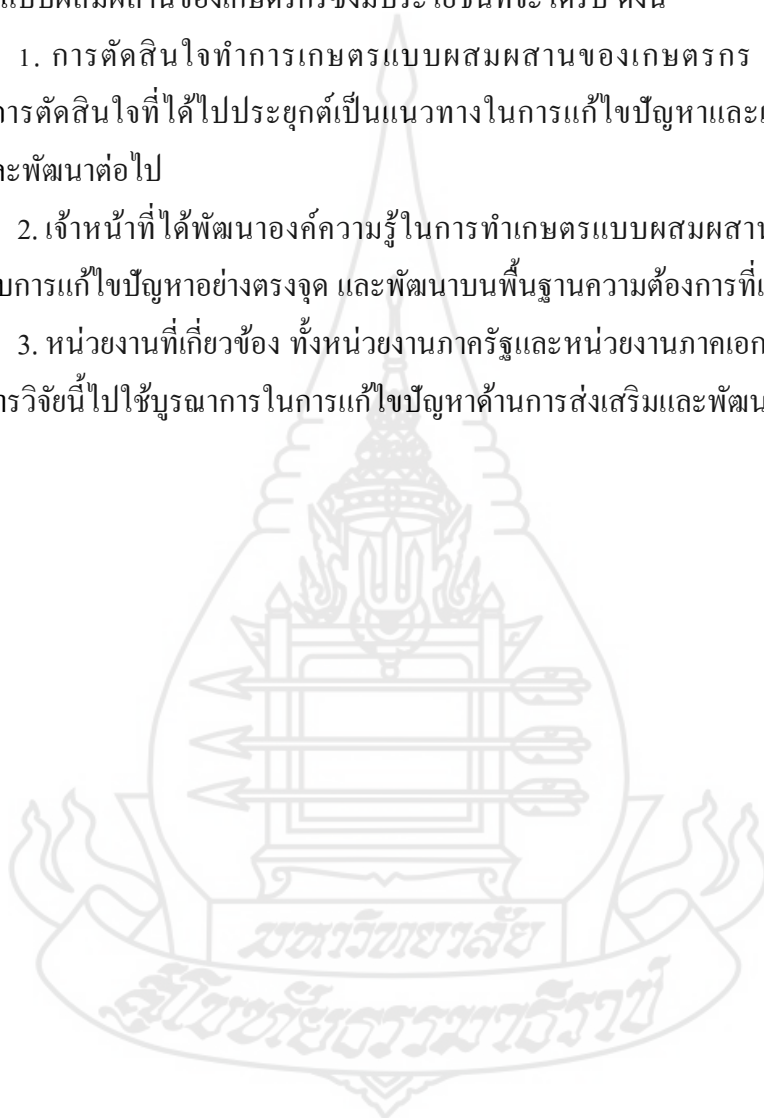 แบบผสมผสานของเกษตรกรซึ่งมีประโยชน์ที่จะได้รับ ดังนี้
1. การตัดสินใจทำการเกษตรแบบผสมผสานของเกษตรกร
การตัดสินใจที่ได้ไปประยุกต์เป็นแนวทางในการแก้ไขปัญหาและ
ละพัฒนาต่อไป
2. เจ้าหน้าที่ได้พัฒนาองค์ความรู้ในการทำเกษตรแบบผสมผสาน
บการแก้ไขปัญหาอย่างตรงจุด และพัฒนาบนพื้นฐานความต้องการที่
3. หน่วยงานที่เกี่ยวข้อง ทั้งหน่วยงานภาครัฐและหน่วยงานภาคเอก
ารวิจัยนี้ไปใช้บูรณาการในการแก้ไขปัญหาด้านการส่งเสริมและพัฒน
มหาวิทยาลัย
สุโขทัยธรรมาธิราช